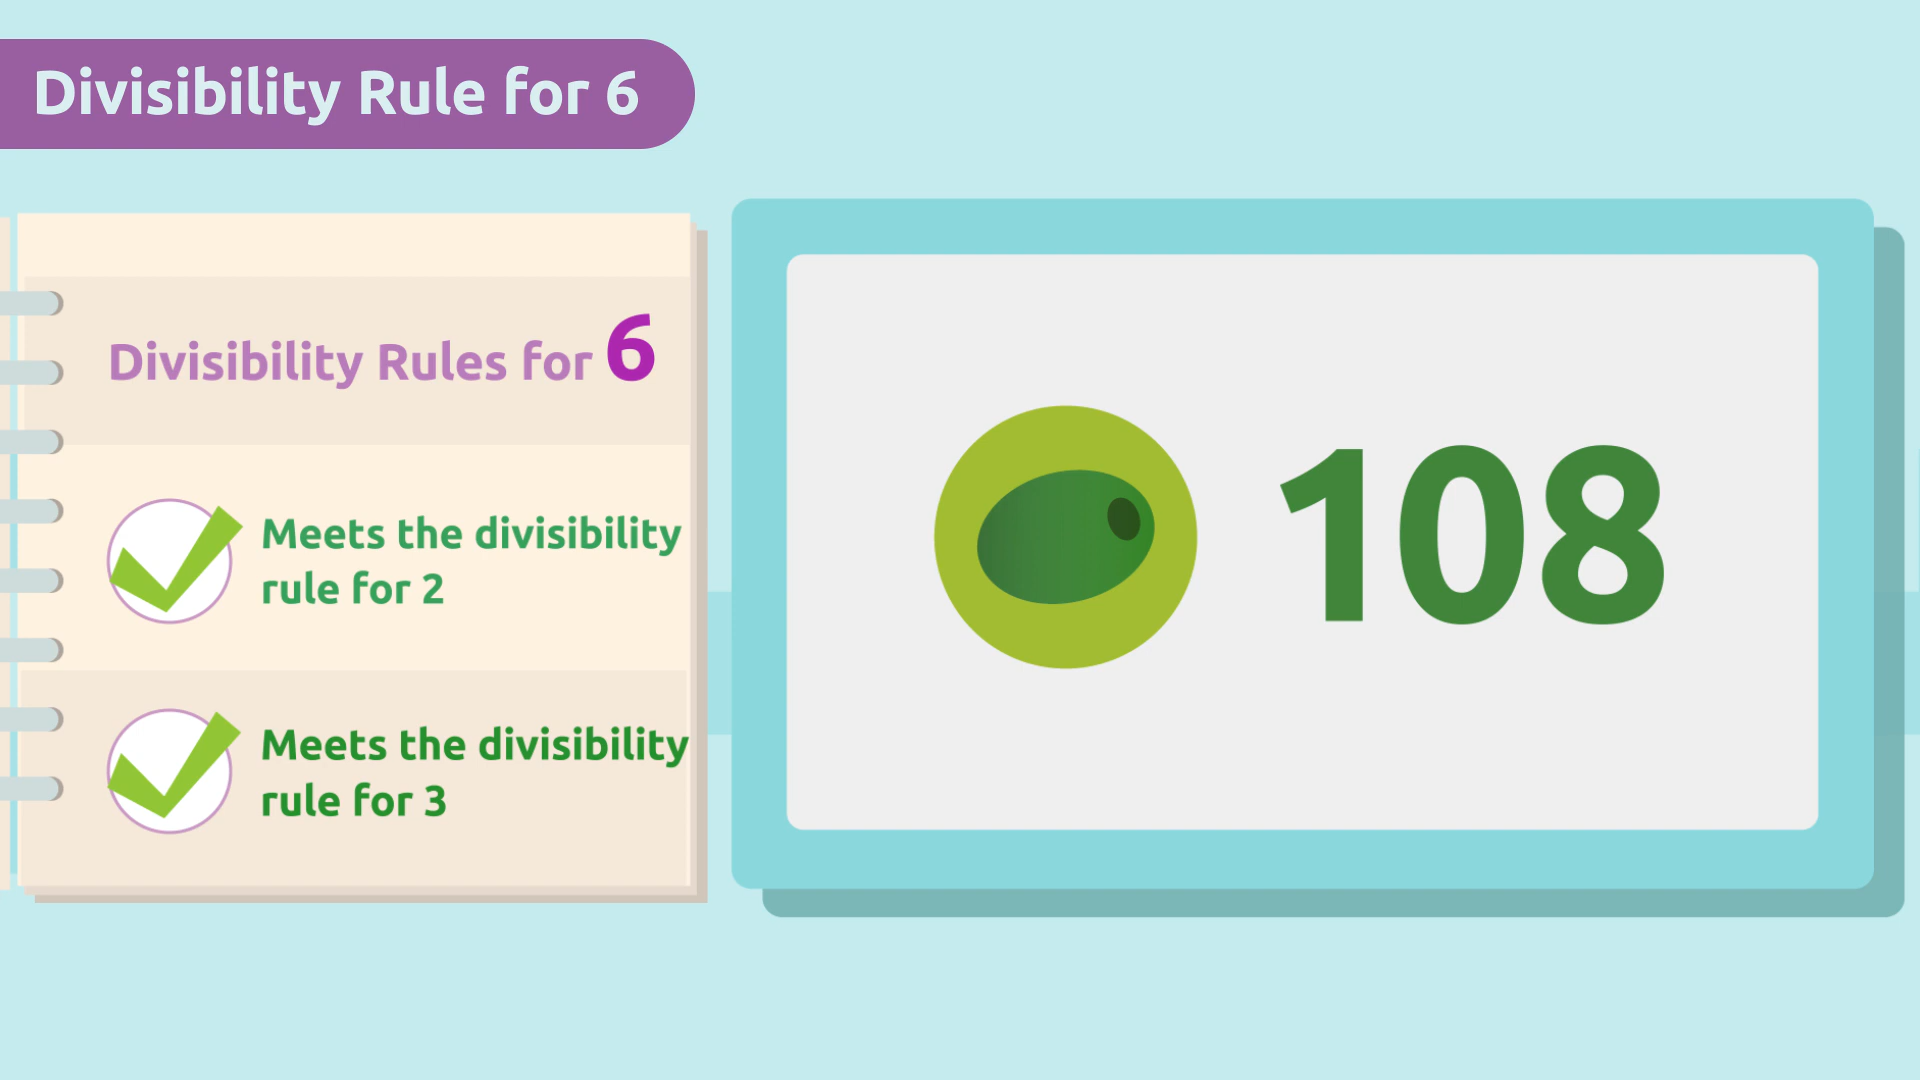 Divisibility Rule for 6
Divisibility Rules for 6
Meets the divisibility
rule for 2
Meets the divisibility
rule for 3
108